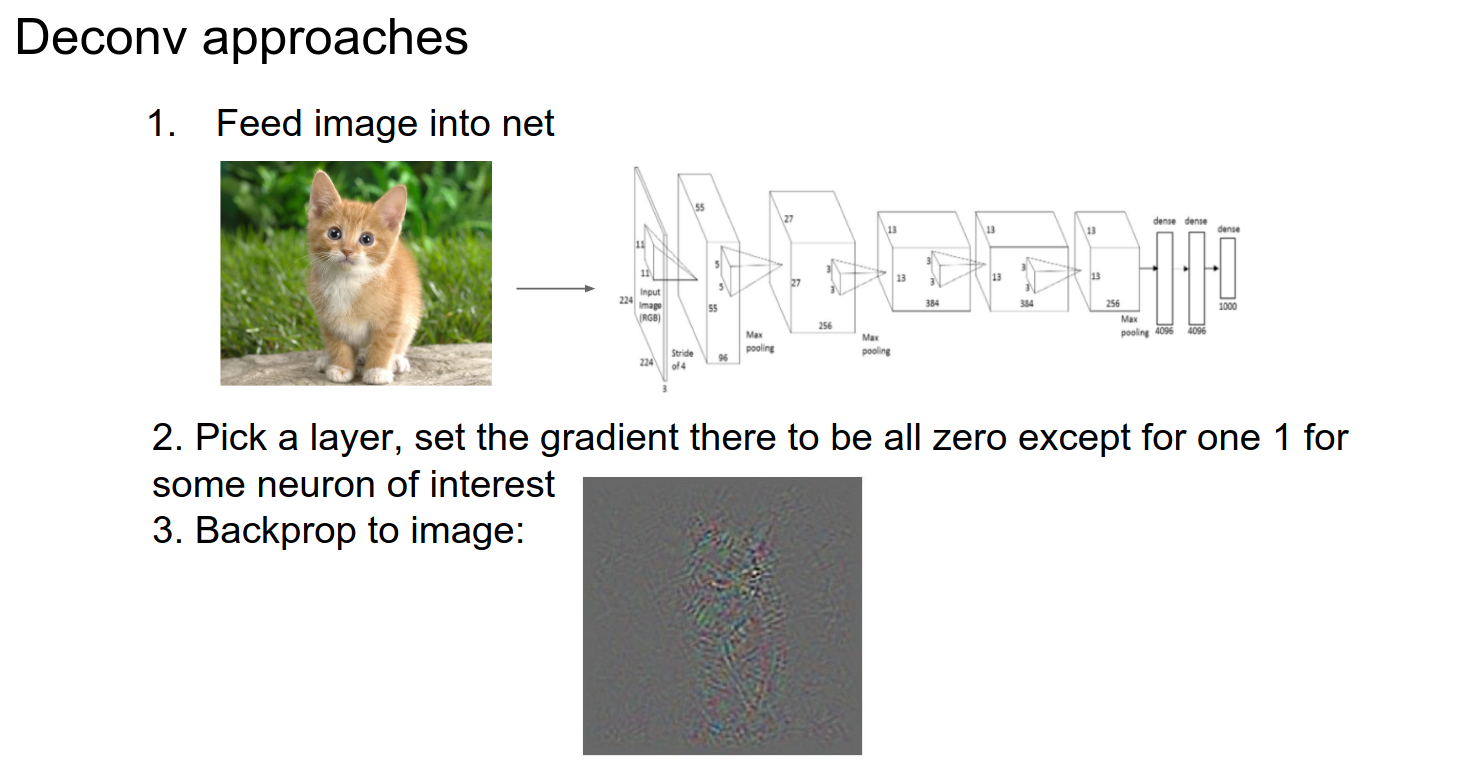 Deconv approaches
1. Feed image into net
55
27
13
13
13
dense dense
dense
11
5
3
3
3
11
5
27
3
13
3
13
3
13
224
Input
Image
(RGB)
55
256
384
384
256
1000
Max
pooling
4096
4096
Max
pooling
Max
pooling
Stride
of 4
96
224
3
2. Pick a layer, set the gradient there to be all zero except for one 1 for
some neuron of interest
3. Backprop to image: